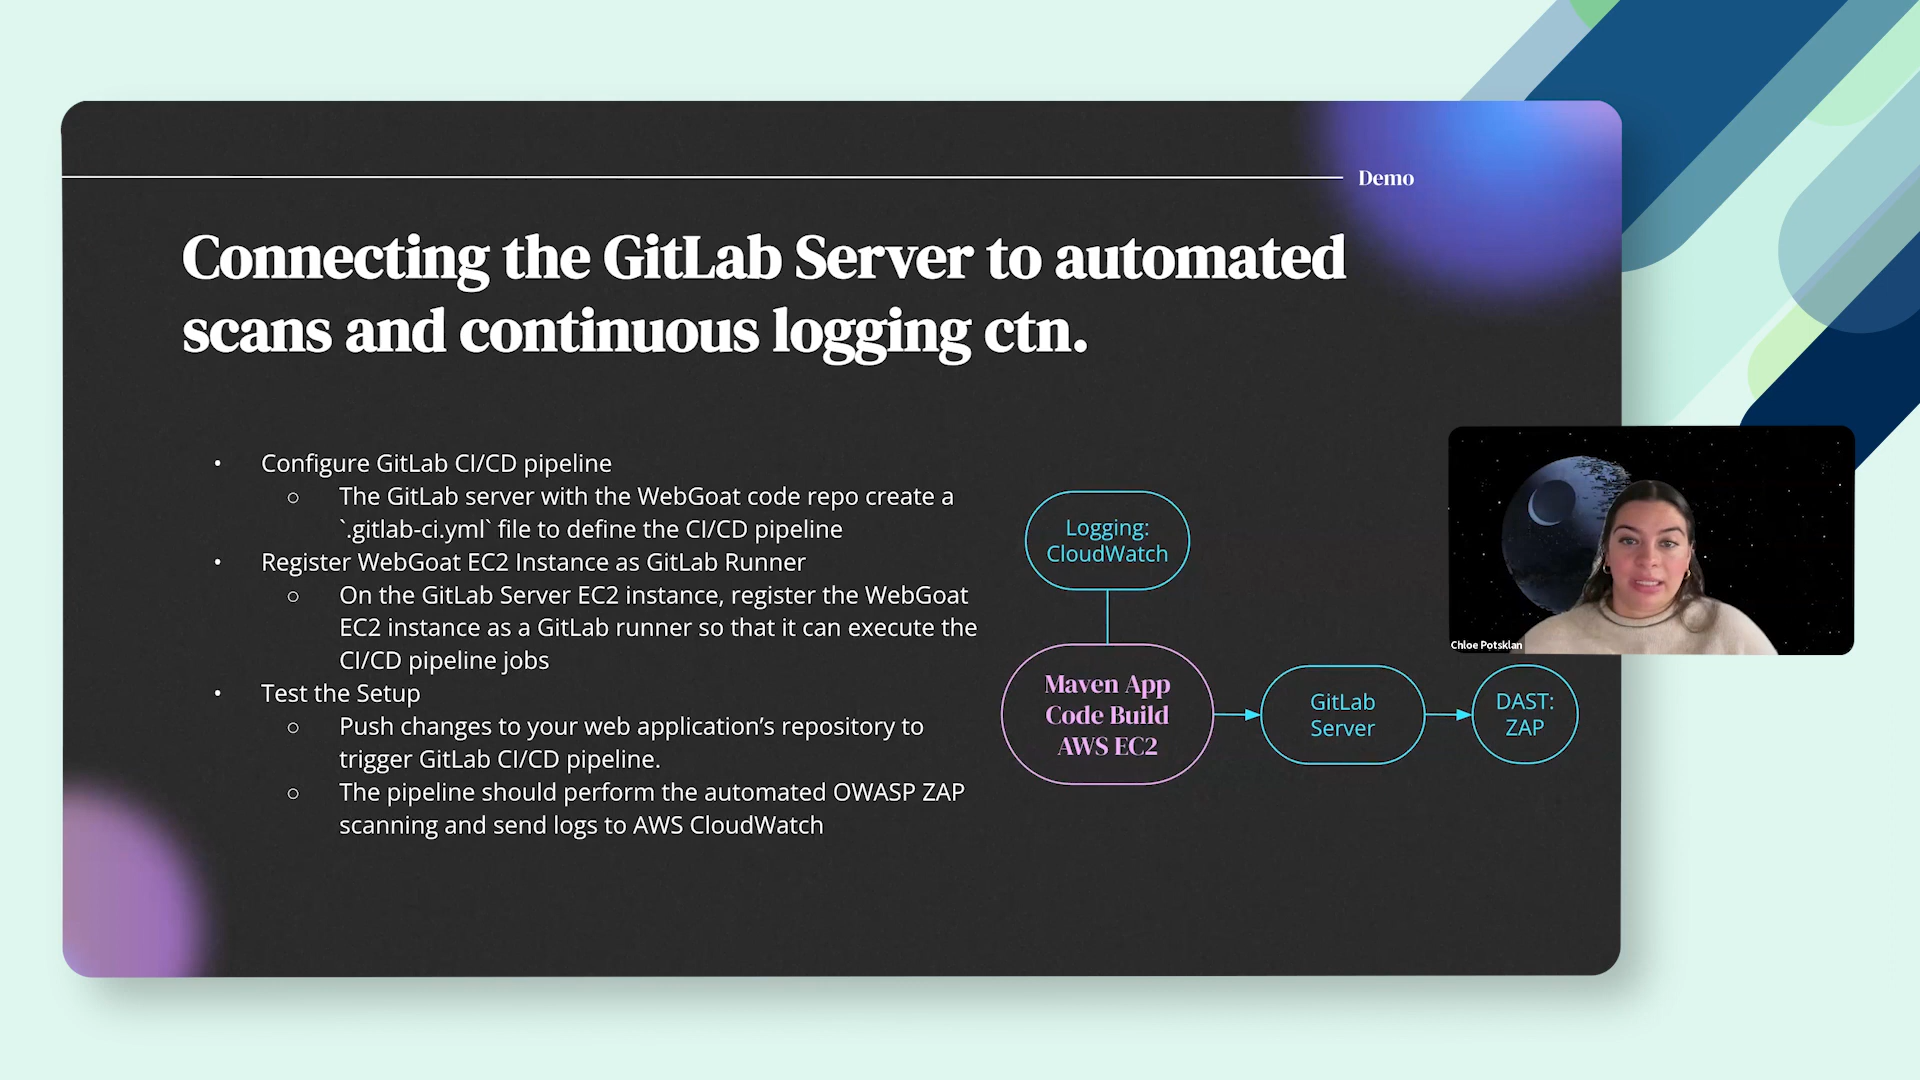 Demo
Connecting the GitLab Server to automated
scans and continuous logging ctn.
• Configure GitLab CI/CD pipeline
○ The GitLab server with the WebGoat code repo create a
`.gitlab-ci.yml` file to define the CI/CD pipeline
• Register WebGoat EC2 Instance as GitLab Runner
○ On the GitLab Server EC2 instance, register the WebGoat
EC2 instance as a GitLab runner so that it can execute the
CI/CD pipeline jobs
• Test the Setup
○ Push changes to your web application’s repository to
trigger GitLab CI/CD pipeline.
○ The pipeline should perform the automated OWASP ZAP
scanning and send logs to AWS CloudWatch
Logging:
CloudWatch
Maven App
Code Build
AWS EC2
GitLab
Server
DAST:
ZAP
Chloe Potsklan